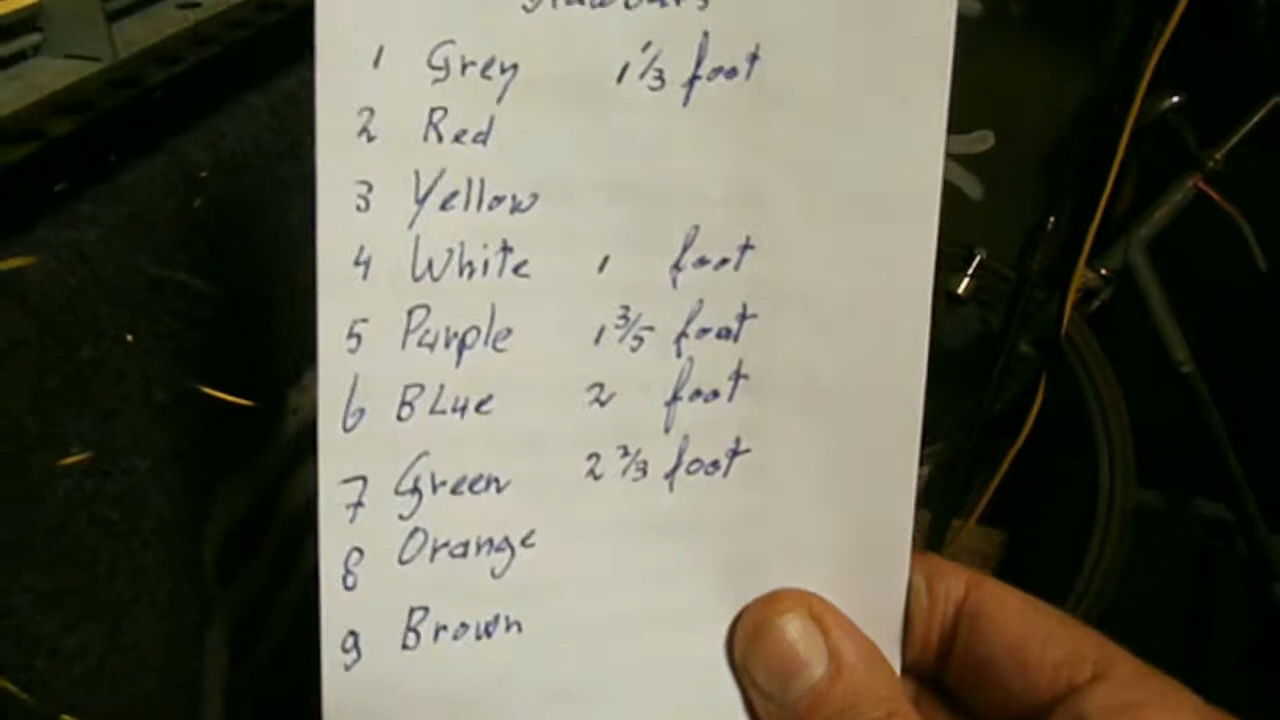 Drawbars
1 Grey 1 1/3 foot
2 Red
3 Yellow
4 White 1 foot
5 Purple 1 3/5 foot
6 BLue 2 foot
7 Green 2 2/3 foot
8 Orange
9 Brown